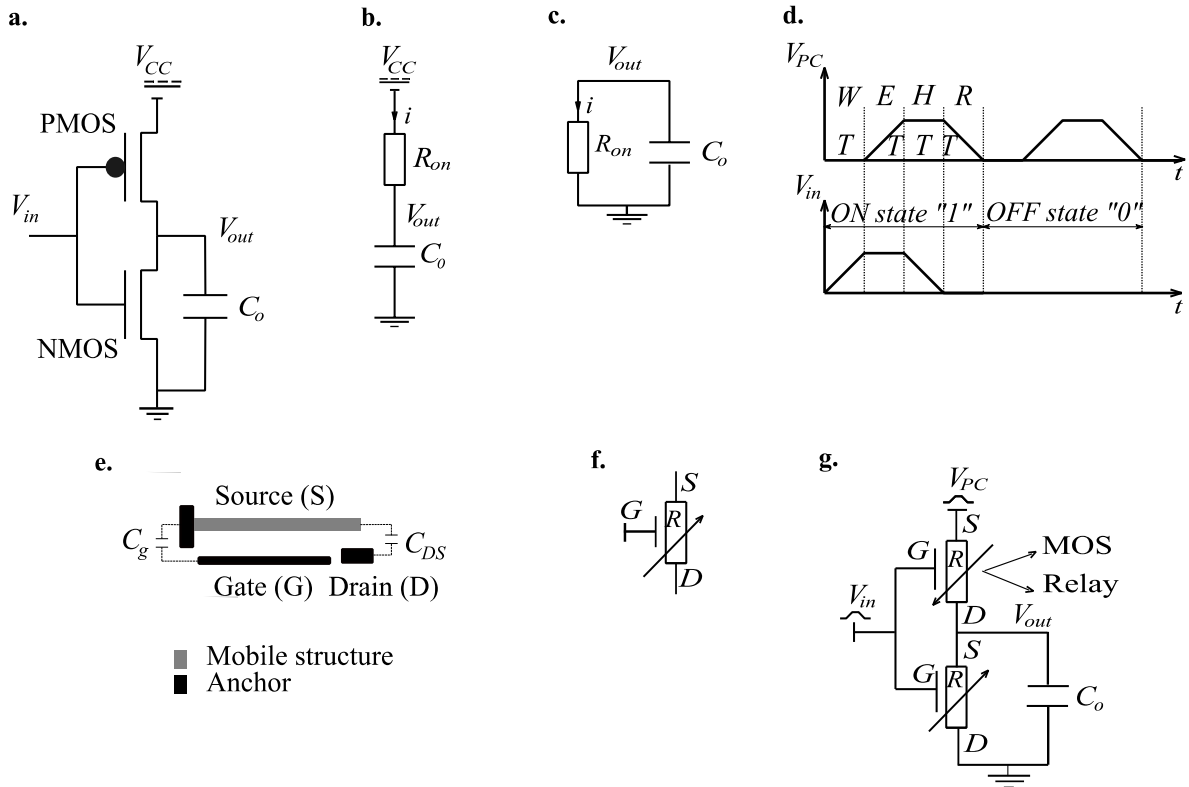 a.
V_CC
PMOS
V_in
V_out
C_o
NMOS
b.
V_CC
i
R_on
V_out
C_0
c.
V_out
i
R_on
C_o
d.
V_PC
W E H R
T T T T
t
V_in
ON state "1" OFF state "0"
t
e.
Source (S)
C_g
C_DS
Gate (G) Drain (D)
Mobile structure
Anchor
f.
S
G
R
D
g.
V_PC
S
G
R
MOS
Relay
V_in
D
V_out
S
G
R
C_o
D